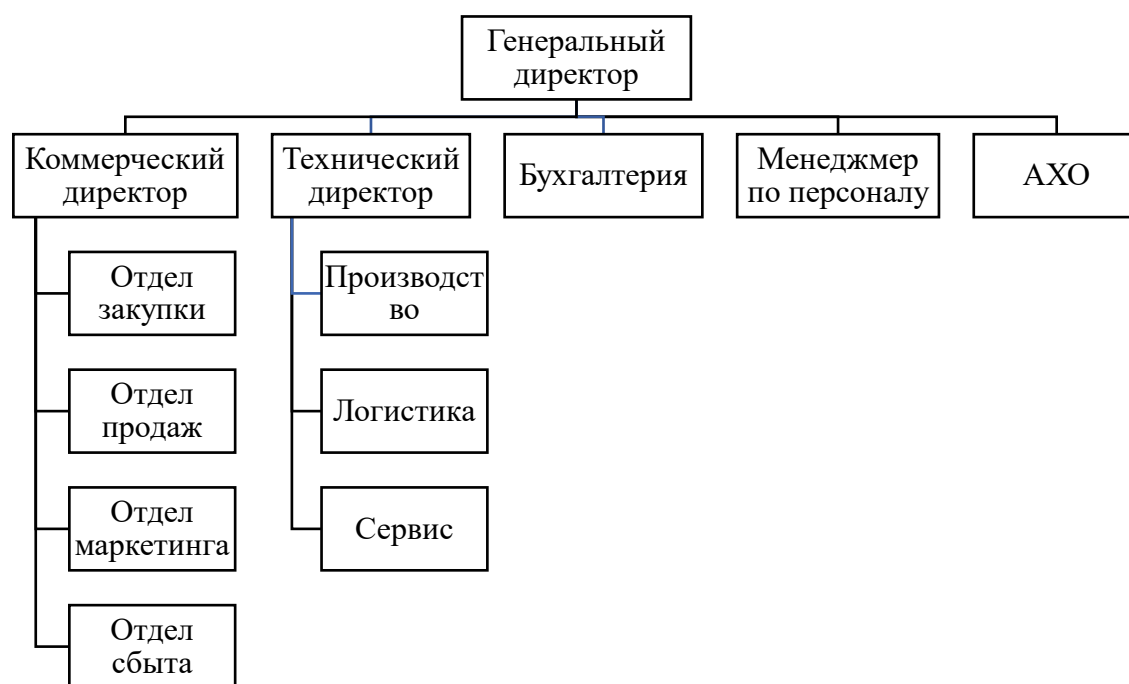 Генеральный
директор
Коммерческий
директор
Технический
директор
Бухгалтерия
Менеджмер
по персоналу
АХО
Отдел
закупки
Производст
во
Отдел
продаж
Логистика
Отдел
маркетинга
Сервис
Отдел
сбыта